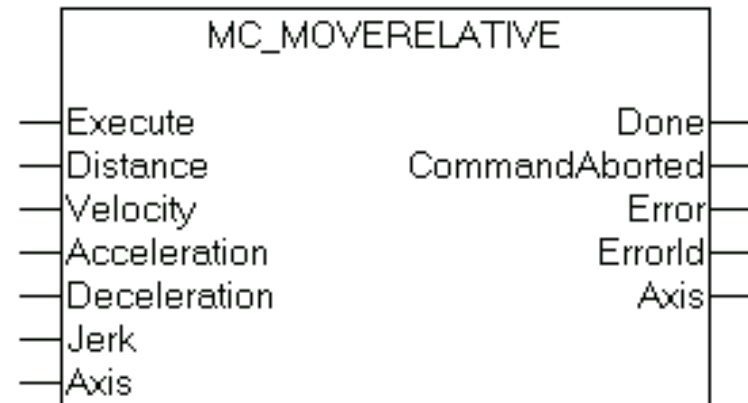 MC_MOVERELATIVE
Execute Done
Distance CommandAborted
Velocity Error
Acceleration ErrorId
Deceleration Axis
Jerk
Axis